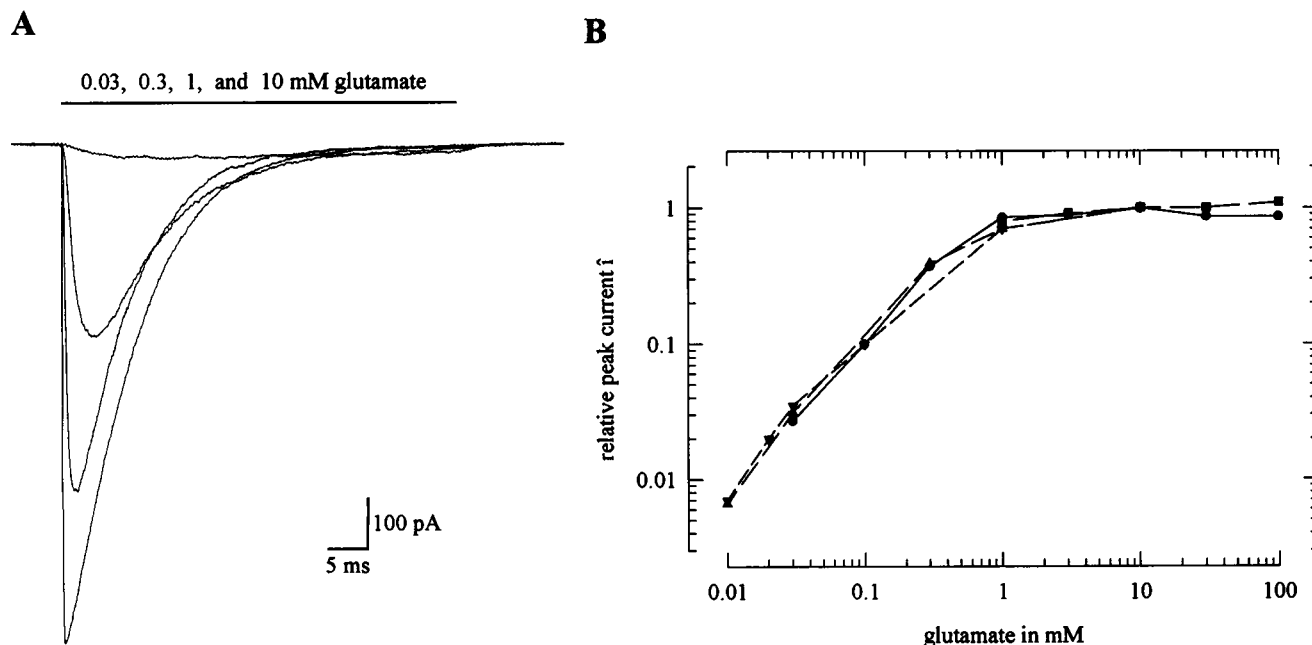 A
0.03, 0.3, 1, and 10 mM glutamate
100 pA
5 ms
B
relative peak current î
1
0.1
0.01
0.01 0.1 1 10 100
glutamate in mM